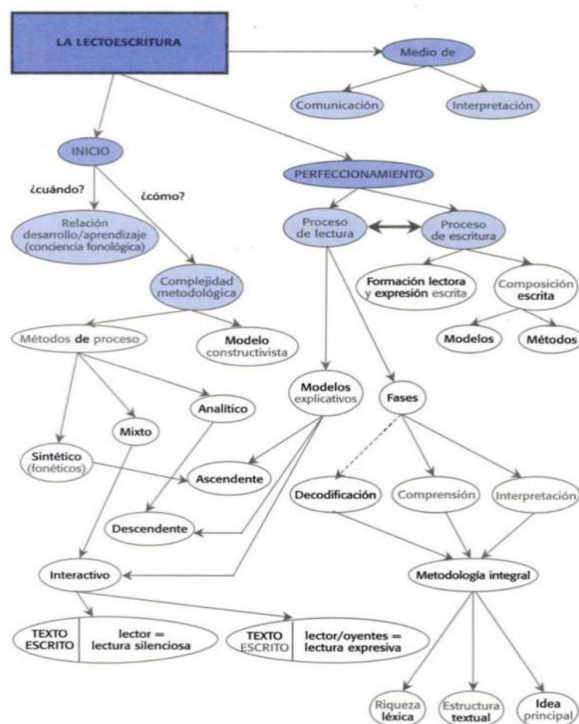 LA LECTOESCRITURA
Medio de
Comunicación
Interpretación
INICIO
PERFECCIONAMIENTO
¿cuándo?
¿cómo?
Relación
desarrollo/aprendizaje
(conciencia fonológica)
Proceso
de lectura
Proceso
de escritura
Complejidad
metodológica
Formación lectora
y expresión escrita
Composición
escrita
Métodos de proceso
Modelo
constructivista
Modelos
Métodos
Modelos
explicativos
Fases
Analítico
Mixto
Sintético
(fonéticos)
Ascendente
Decodificación
Comprensión
Interpretación
Descendente
Interactivo
Metodología integral
TEXTO
ESCRITO
lector =
lectura silenciosa
TEXTO
ESCRITO
lector/oyentes =
lectura expresiva
Riqueza
léxica
Estructura
textual
Idea
principal